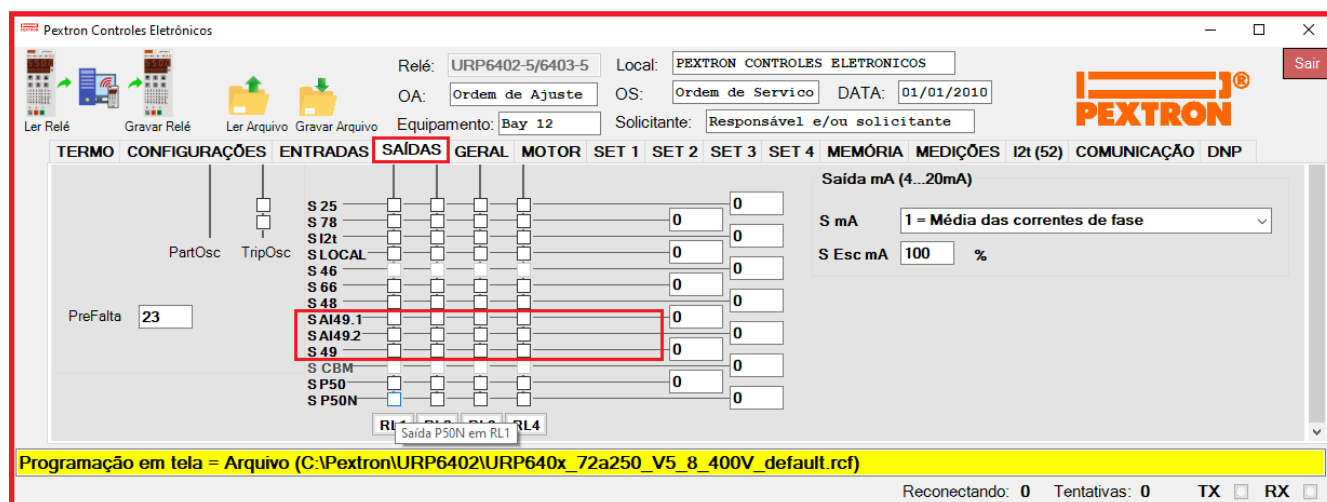 Pextron Controles Eletrônicos
Relé: URP6402-5/6403-5 Local: PEXTRON CONTROLES ELETRONICOS Sair
OA: Ordem de Ajuste OS: Ordem de Servico DATA: 01/01/2010
Ler Relé Gravar Relé Ler Arquivo Gravar Arquivo Equipamento: Bay 12 Solicitante: Responsável e/ou solicitante PEXTRON ®
TERMO CONFIGURAÇÕES ENTRADAS SAÍDAS GERAL MOTOR SET 1 SET 2 SET 3 SET 4 MEMÓRIA MEDIÇÕES I2t (52) COMUNICAÇÃO DNP
Saída mA (4...20mA)
S 25 0
S 78 0 S mA 1 = Média das correntes de fase
S I2t 0
PartOsc TripOsc S LOCAL 0 S Esc mA 100 %
S 46 0
S 66 0
S 48 0
PreFalta 23 S AI49.1 0
S AI49.2 0
S 49 0
S CBM 0
S P50 0
S P50N 0
RL4
Saída P50N em RL1
Programação em tela = Arquivo (C:\Pextron\URP6402\URP640x_72a250_V5_8_400V_default.rcf)
Reconectando: 0 Tentativas: 0 TX RX